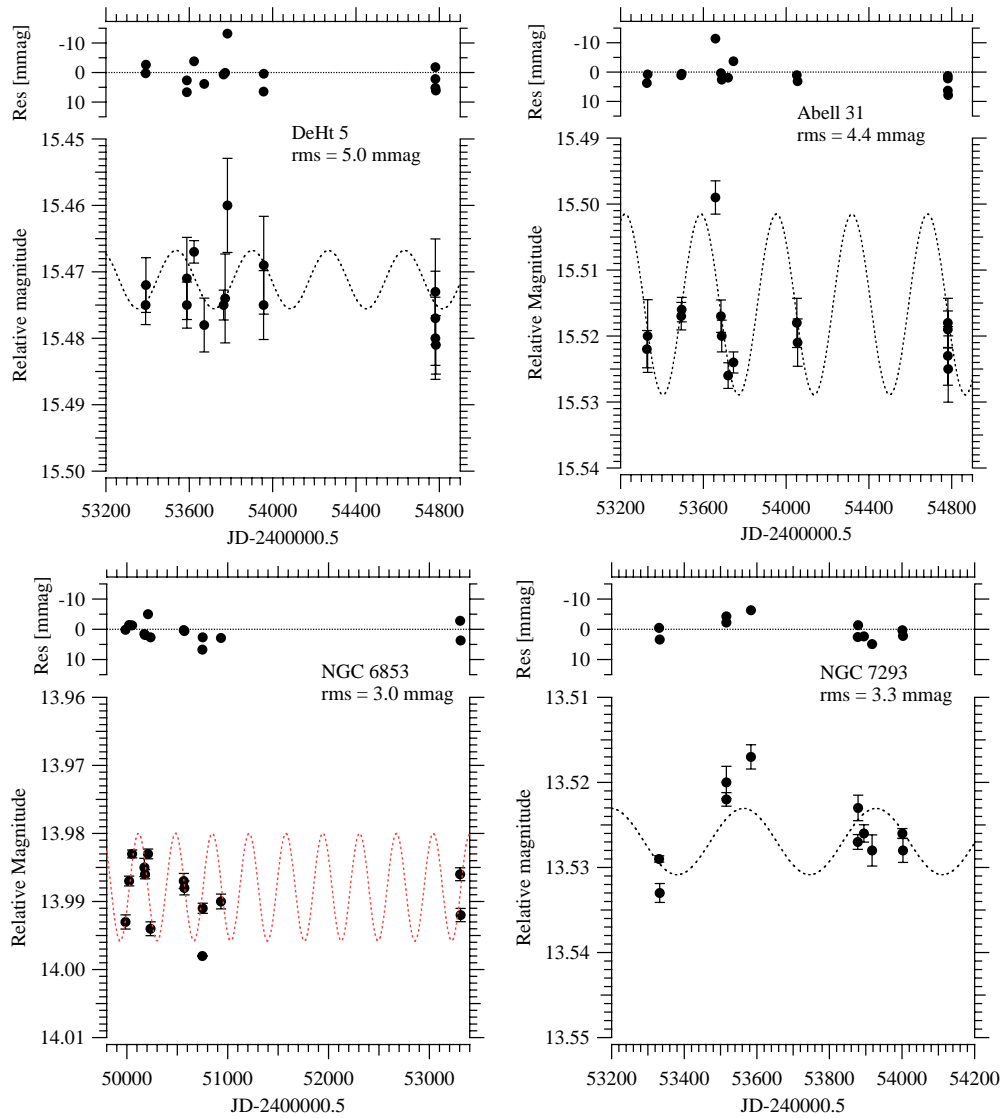 Res [mmag]
-10
0
10
DeHt 5
rms = 5.0 mmag
Relative magnitude
15.45
15.46
15.47
15.48
15.49
15.50
53200
53600
54000
54400
54800
JD-2400000.5
Res [mmag]
-10
0
10
Abell 31
rms = 4.4 mmag
Relative Magnitude
15.49
15.50
15.51
15.52
15.53
15.54
53200
53600
54000
54400
54800
JD-2400000.5
Res [mmag]
-10
0
10
NGC 6853
rms = 3.0 mmag
Relative Magnitude
13.96
13.97
13.98
13.99
14.00
14.01
50000
51000
52000
53000
JD-2400000.5
Res [mmag]
-10
0
10
NGC 7293
rms = 3.3 mmag
Relative Magnitude
13.51
13.52
13.53
13.54
13.55
53200
53400
53600
53800
54000
54200
JD-2400000.5